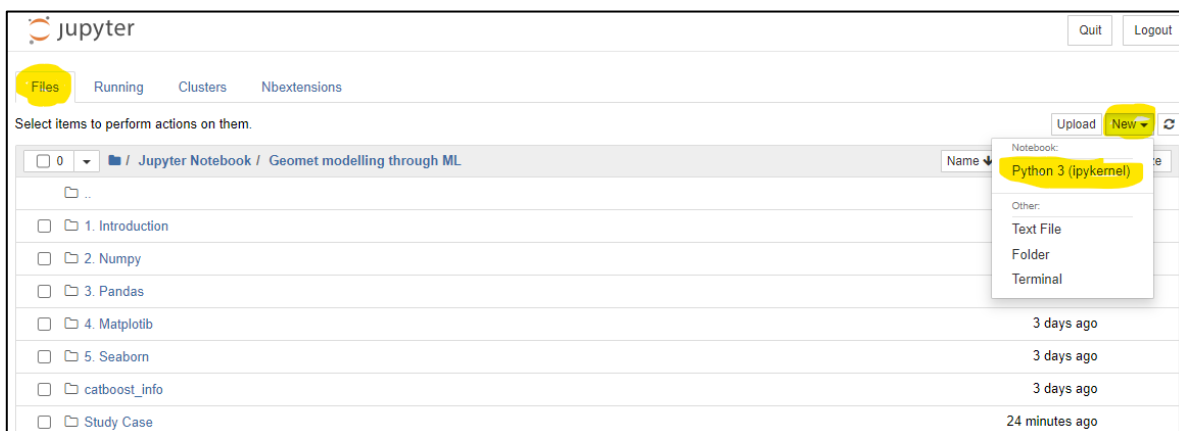 jupyter
Quit Logout
Files Running Clusters Nbextensions
Select items to perform actions on them.
Upload New
0 / Jupyter Notebook / Geomet modelling through ML Name
Notebook:
Python 3 (ipykernel)
Other:
Text File
Folder
Terminal
..
1. Introduction
2. Numpy
3. Pandas
4. Matplotib 3 days ago
5. Seaborn 3 days ago
catboost_info 3 days ago
Study Case 24 minutes ago